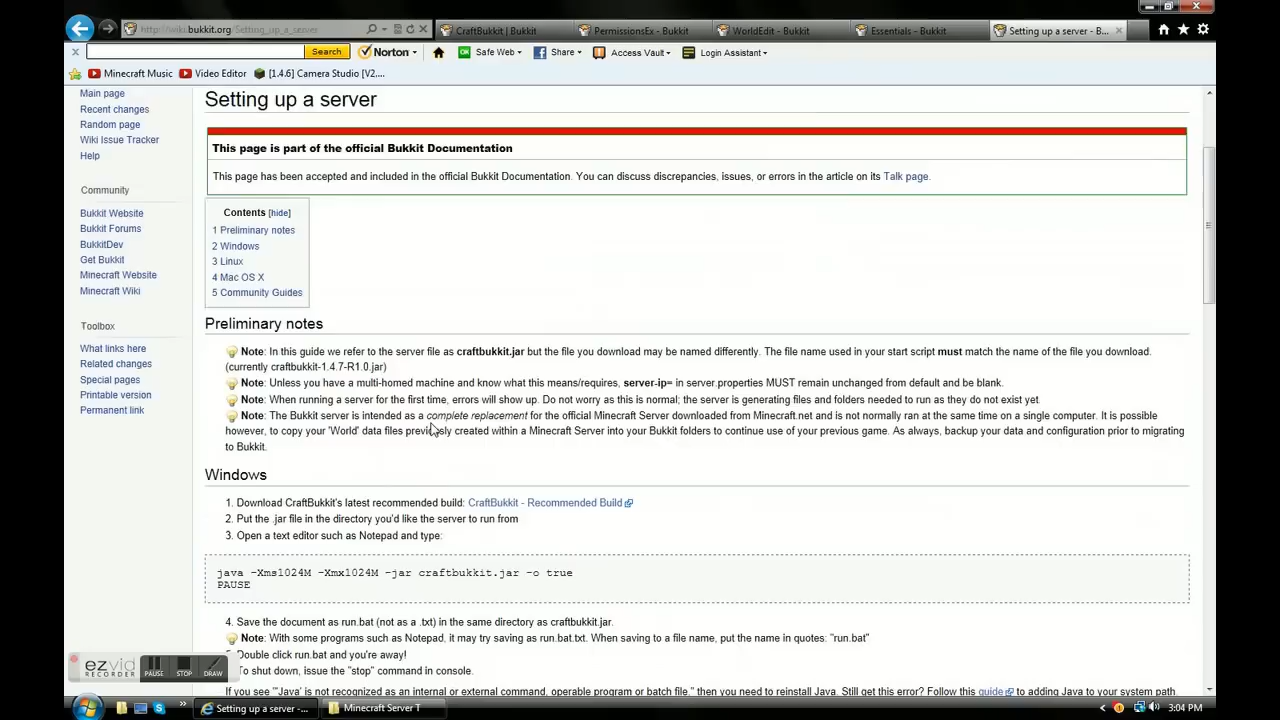 http://wiki.bukkit.org/Setting_up_a_server
CraftBukkit | Bukkit
PermissionsEx - Bukkit
WorldEdit - Bukkit
Essentials - Bukkit
Setting up a server - B...
Search
Norton
Safe Web
Share
Access Vault
Login Assistant
Minecraft Music
Video Editor
[1.4.6] Camera Studio [V2....
Main page
Recent changes
Random page
Wiki Issue Tracker
Help
Community
Bukkit Website
Bukkit Forums
BukkitDev
Get Bukkit
Minecraft Website
Minecraft Wiki
Toolbox
What links here
Related changes
Special pages
Printable version
Permanent link
Setting up a server
This page is part of the official Bukkit Documentation
This page has been accepted and included in the official Bukkit Documentation. You can discuss discrepancies, issues, or errors in the article on its Talk page.
Contents [hide]
1 Preliminary notes
2 Windows
3 Linux
4 Mac OS X
5 Community Guides
Preliminary notes
Note: In this guide we refer to the server file as craftbukkit.jar but the file you download may be named differently. The file name used in your start script must match the name of the file you download.
(currently craftbukkit-1.4.7-R1.0.jar)
Note: Unless you have a multi-homed machine and know what this means/requires, server-ip= in server.properties MUST remain unchanged from default and be blank.
Note: When running a server for the first time, errors will show up. Do not worry as this is normal; the server is generating files and folders needed to run as they do not exist yet.
Note: The Bukkit server is intended as a complete replacement for the official Minecraft Server downloaded from Minecraft.net and is not normally ran at the same time on a single computer. It is possible
however, to copy your 'World' data files previously created within a Minecraft Server into your Bukkit folders to continue use of your previous game. As always, backup your data and configuration prior to migrating
to Bukkit.
Windows
1. Download CraftBukkit's latest recommended build: CraftBukkit - Recommended Build
2. Put the .jar file in the directory you'd like the server to run from
3. Open a text editor such as Notepad and type:
java -Xms1024M -Xmx1024M -jar craftbukkit.jar -o true
PAUSE
4. Save the document as run.bat (not as a .txt) in the same directory as craftbukkit.jar.
Note: With some programs such as Notepad, it may try saving as run.bat.txt. When saving to a file name, put the name in quotes: "run.bat"
Double click run.bat and you're away!
To shut down, issue the "stop" command in console.
If you see "'Java' is not recognized as an internal or external command, operable program or batch file," then you need to reinstall Java. Still get this error? Follow this guide to adding Java to your system path.
ezvid
RECORDER
PAUSE
STOP
DRAW
Setting up a server -...
Minecraft Server T
3:04 PM